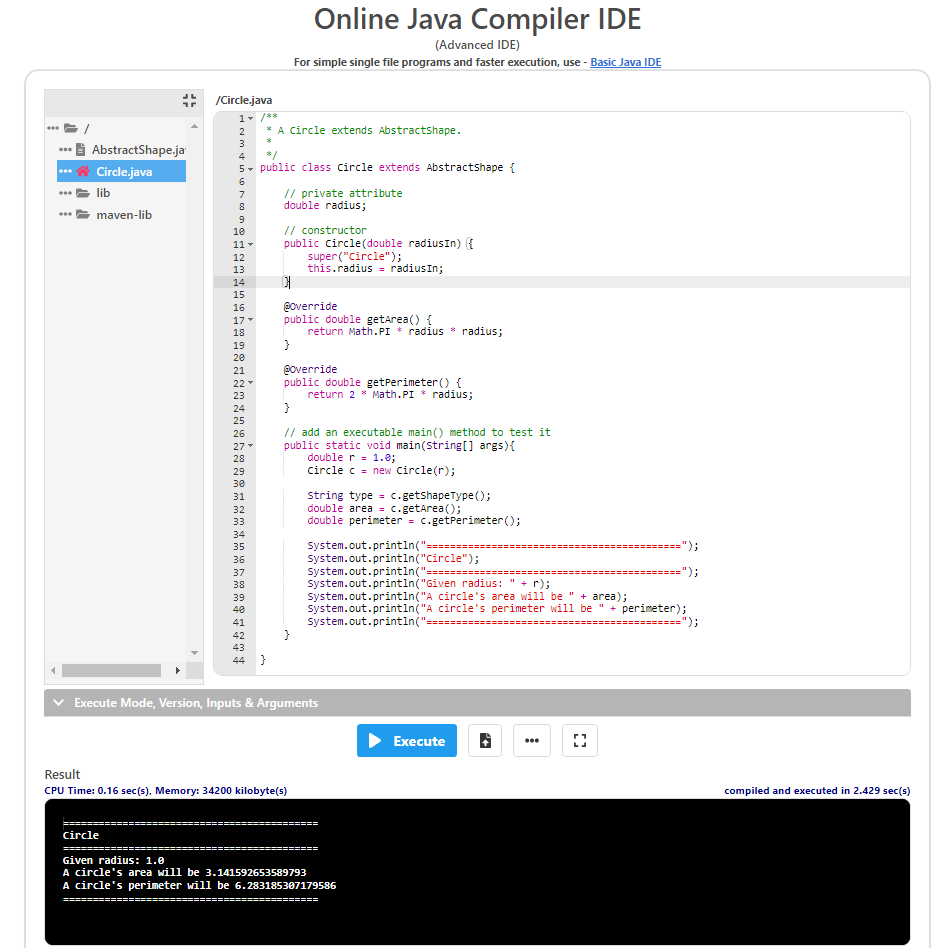 Online Java Compiler IDE
(Advanced IDE)
For simple single file programs and faster execution, use - Basic Java IDE
/
AbstractShape.ja
Circle.java
lib
maven-lib
/Circle.java
1 /**
2  * A Circle extends AbstractShape.
3  *
4  */
5 public class Circle extends AbstractShape {
6
7     // private attribute
8     double radius;
9
10     // constructor
11     public Circle(double radiusIn) {
12         super("Circle");
13         this.radius = radiusIn;
14     }
15
16     @Override
17     public double getArea() {
18         return Math.PI * radius * radius;
19     }
20
21     @Override
22     public double getPerimeter() {
23         return 2 * Math.PI * radius;
24     }
25
26     // add an executable main() method to test it
27     public static void main(String[] args){
28         double r = 1.0;
29         Circle c = new Circle(r);
30
31         String type = c.getShapeType();
32         double area = c.getArea();
33         double perimeter = c.getPerimeter();
34
35         System.out.println("===========================================");
36         System.out.println("Circle");
37         System.out.println("===========================================");
38         System.out.println("Given radius: " + r);
39         System.out.println("A circle's area will be " + area);
40         System.out.println("A circle's perimeter will be " + perimeter);
41         System.out.println("===========================================");
42     }
43
44 }
Execute Mode, Version, Inputs & Arguments
Execute
Result
CPU Time: 0.16 sec(s), Memory: 34200 kilobyte(s)
compiled and executed in 2.429 sec(s)
===========================================
Circle
===========================================
Given radius: 1.0
A circle's area will be 3.141592653589793
A circle's perimeter will be 6.283185307179586
===========================================